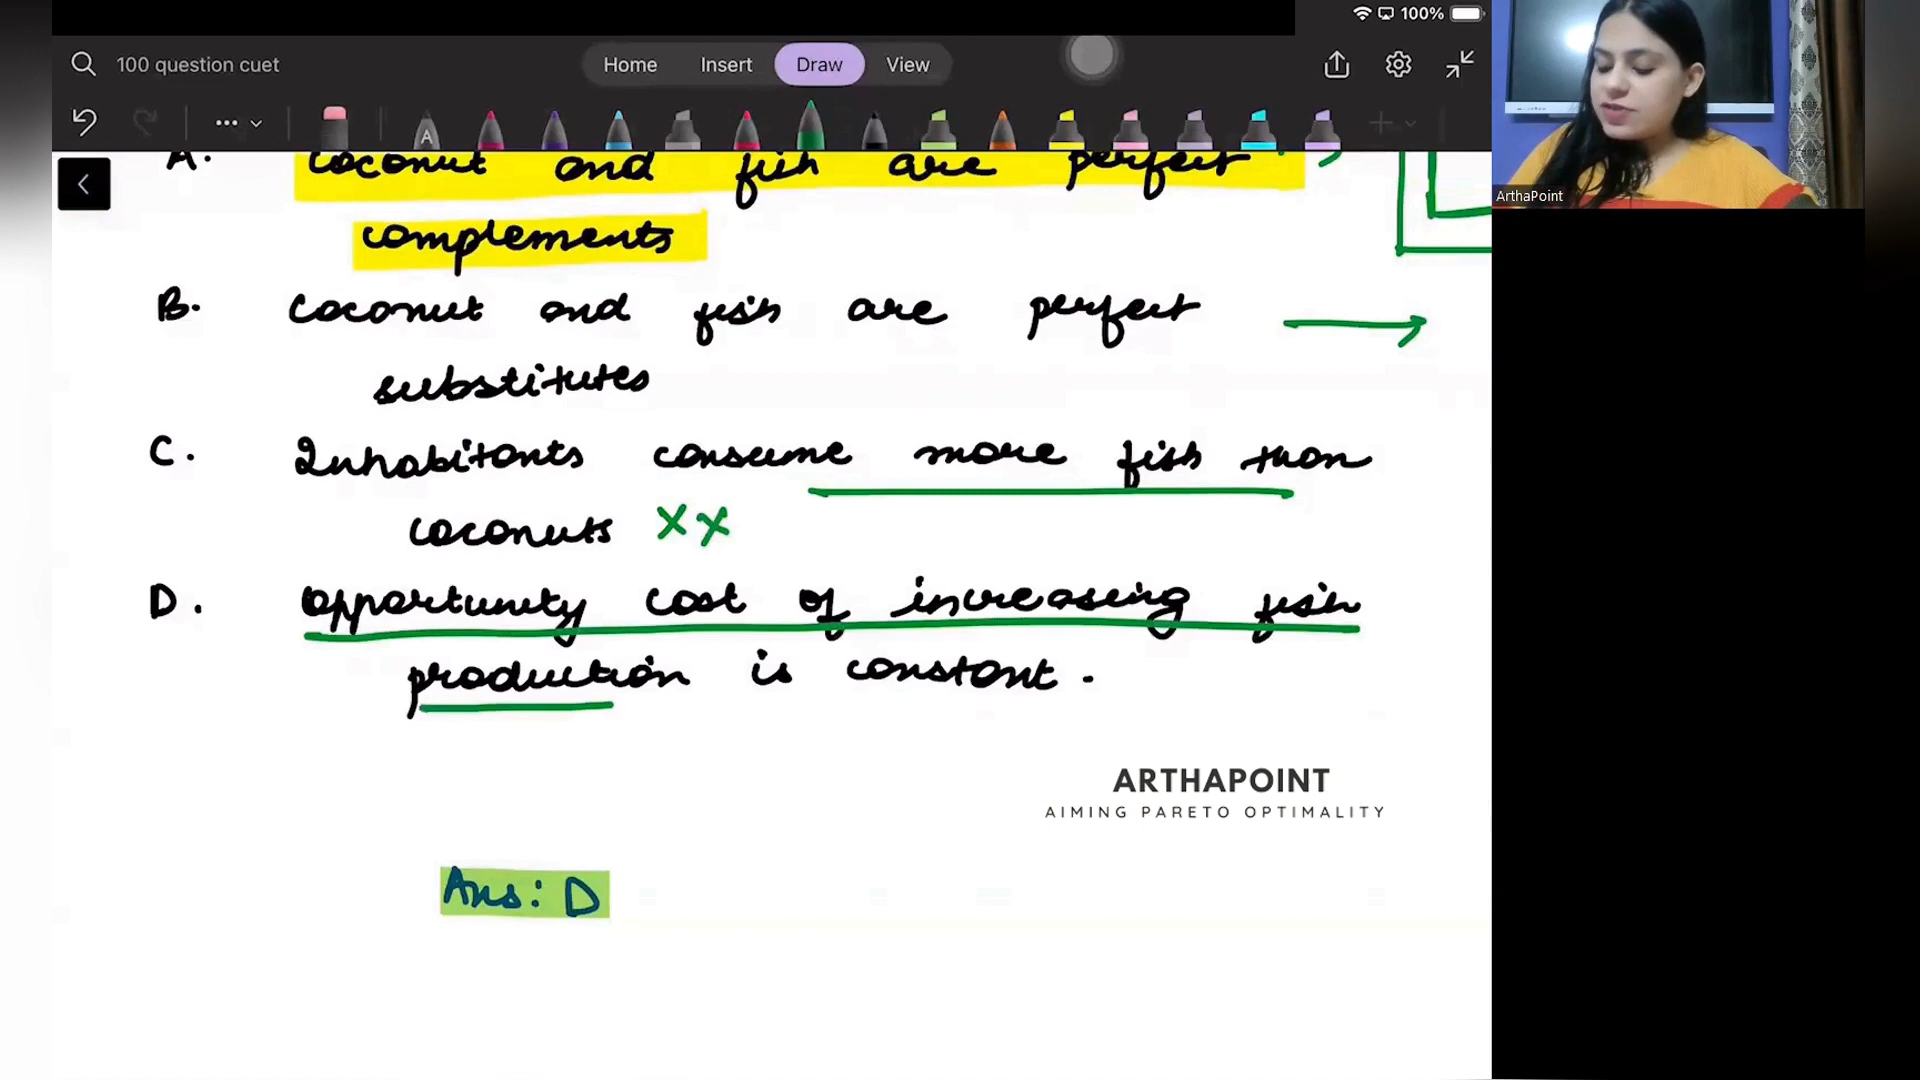 100%
100 question cuet
Home Insert Draw View
A
ArthaPoint
A. coconut and fish are perfect
complements
B. coconut and fish are perfect
substitutes
C. Inhabitants consume more fish than
coconuts xx
D. opportunity cost of increasing fish
production is constant.
ARTHAPOINT
AIMING PARETO OPTIMALITY
Ans: D